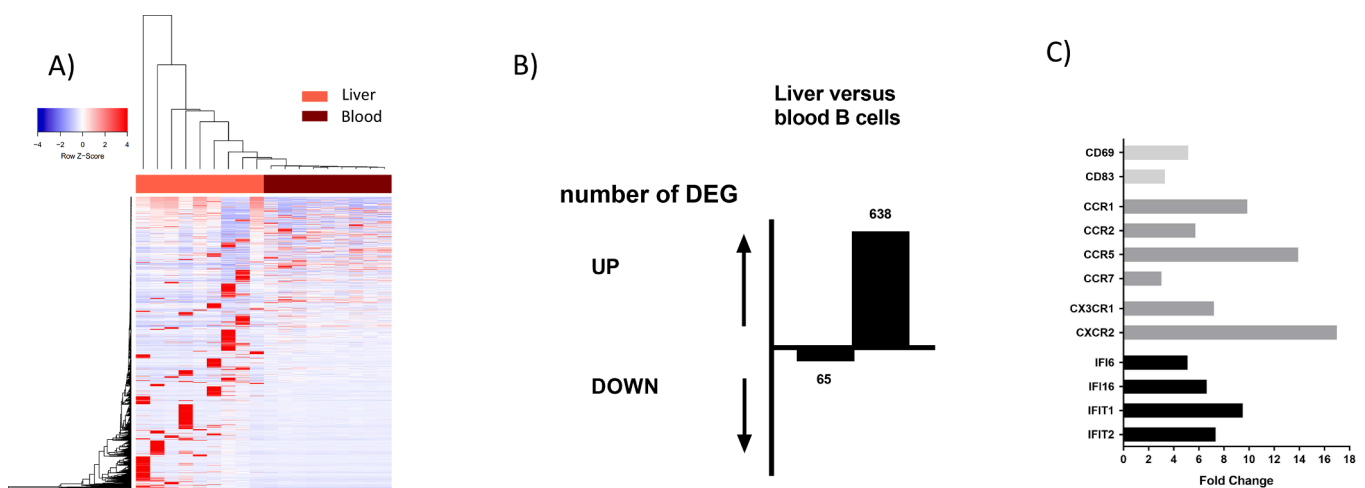 A)
Liver
Blood
−4 −2 0 2 4
Row Z−Score
B)
Liver versus
blood B cells
number of DEG
638
UP
DOWN
65
C)
CD69
CD83
CCR1
CCR2
CCR5
CCR7
CX3CR1
CXCR2
IFI6
IFI16
IFIT1
IFIT2
0 2 4 6 8 10 12 14 16 18
Fold Change